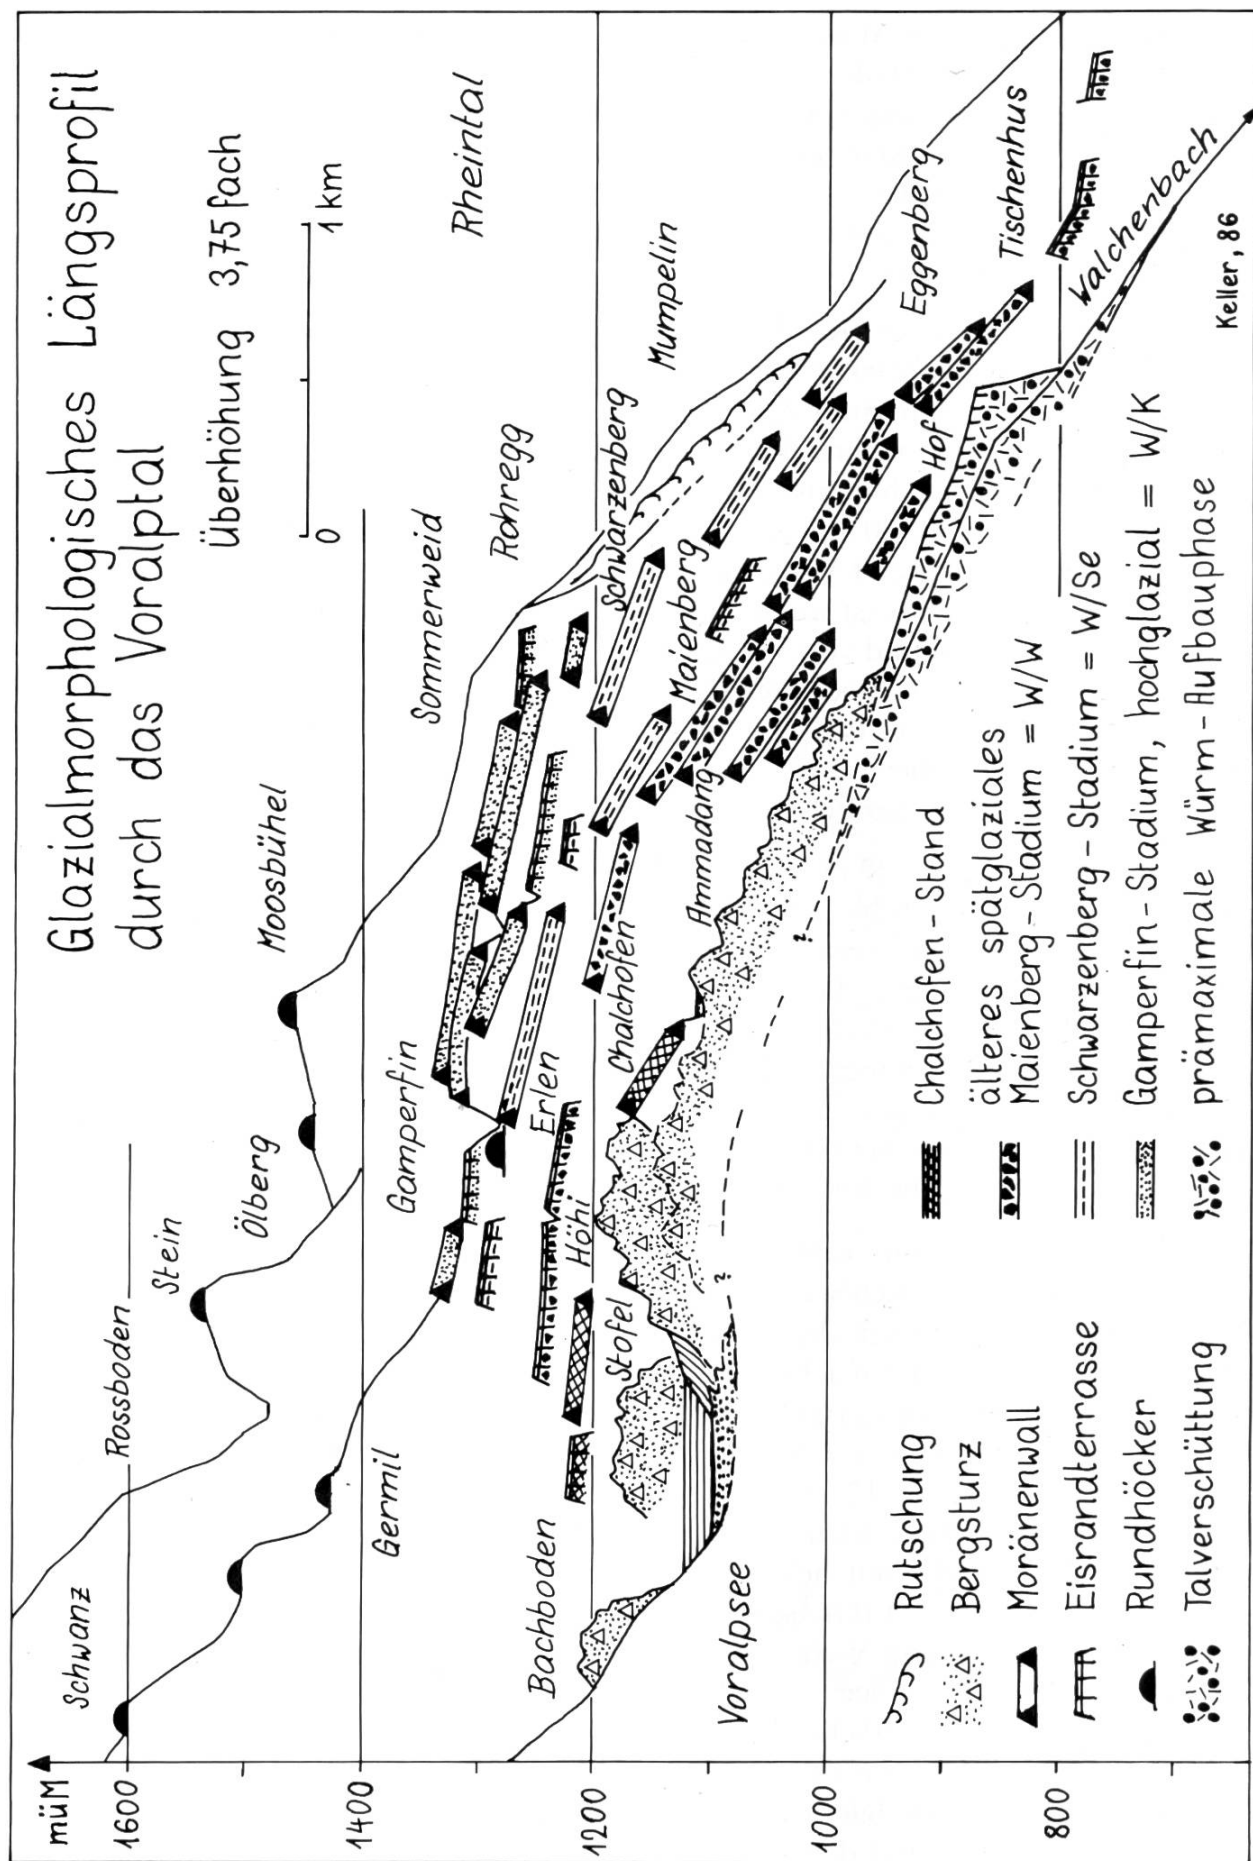 Glazialmorphologisches Längsprofil
durch das Voralptal
Überhöhung 3,75 fach
0
1 km
müM
1600
1400
1200
1000
800
Schwanz
Rossboden
Stein
Ölberg
Moosbühel
Sommerweid
Rohregg
Rheintal
Germil
Gamperfin
Schwarzenberg
Mumpelin
Bachboden
Stofel
Höhi
Erlen
Chalchofen
Maienberg
Ammadang
Eggenberg
Hof
Tischenhus
Voralpsee
Walchenbach
?
?
Rutschung
Bergsturz
Moränenwall
Eisrandterrasse
Rundhöcker
Talverschüttung
Chalchofen-Stand
älteres spätglaziales
Maienberg-Stadium = W/W
Schwarzenberg-Stadium = W/Se
Gamperfin-Stadium, hochglazial = W/K
prämaximale Würm-Aufbauphase
Keller, 86